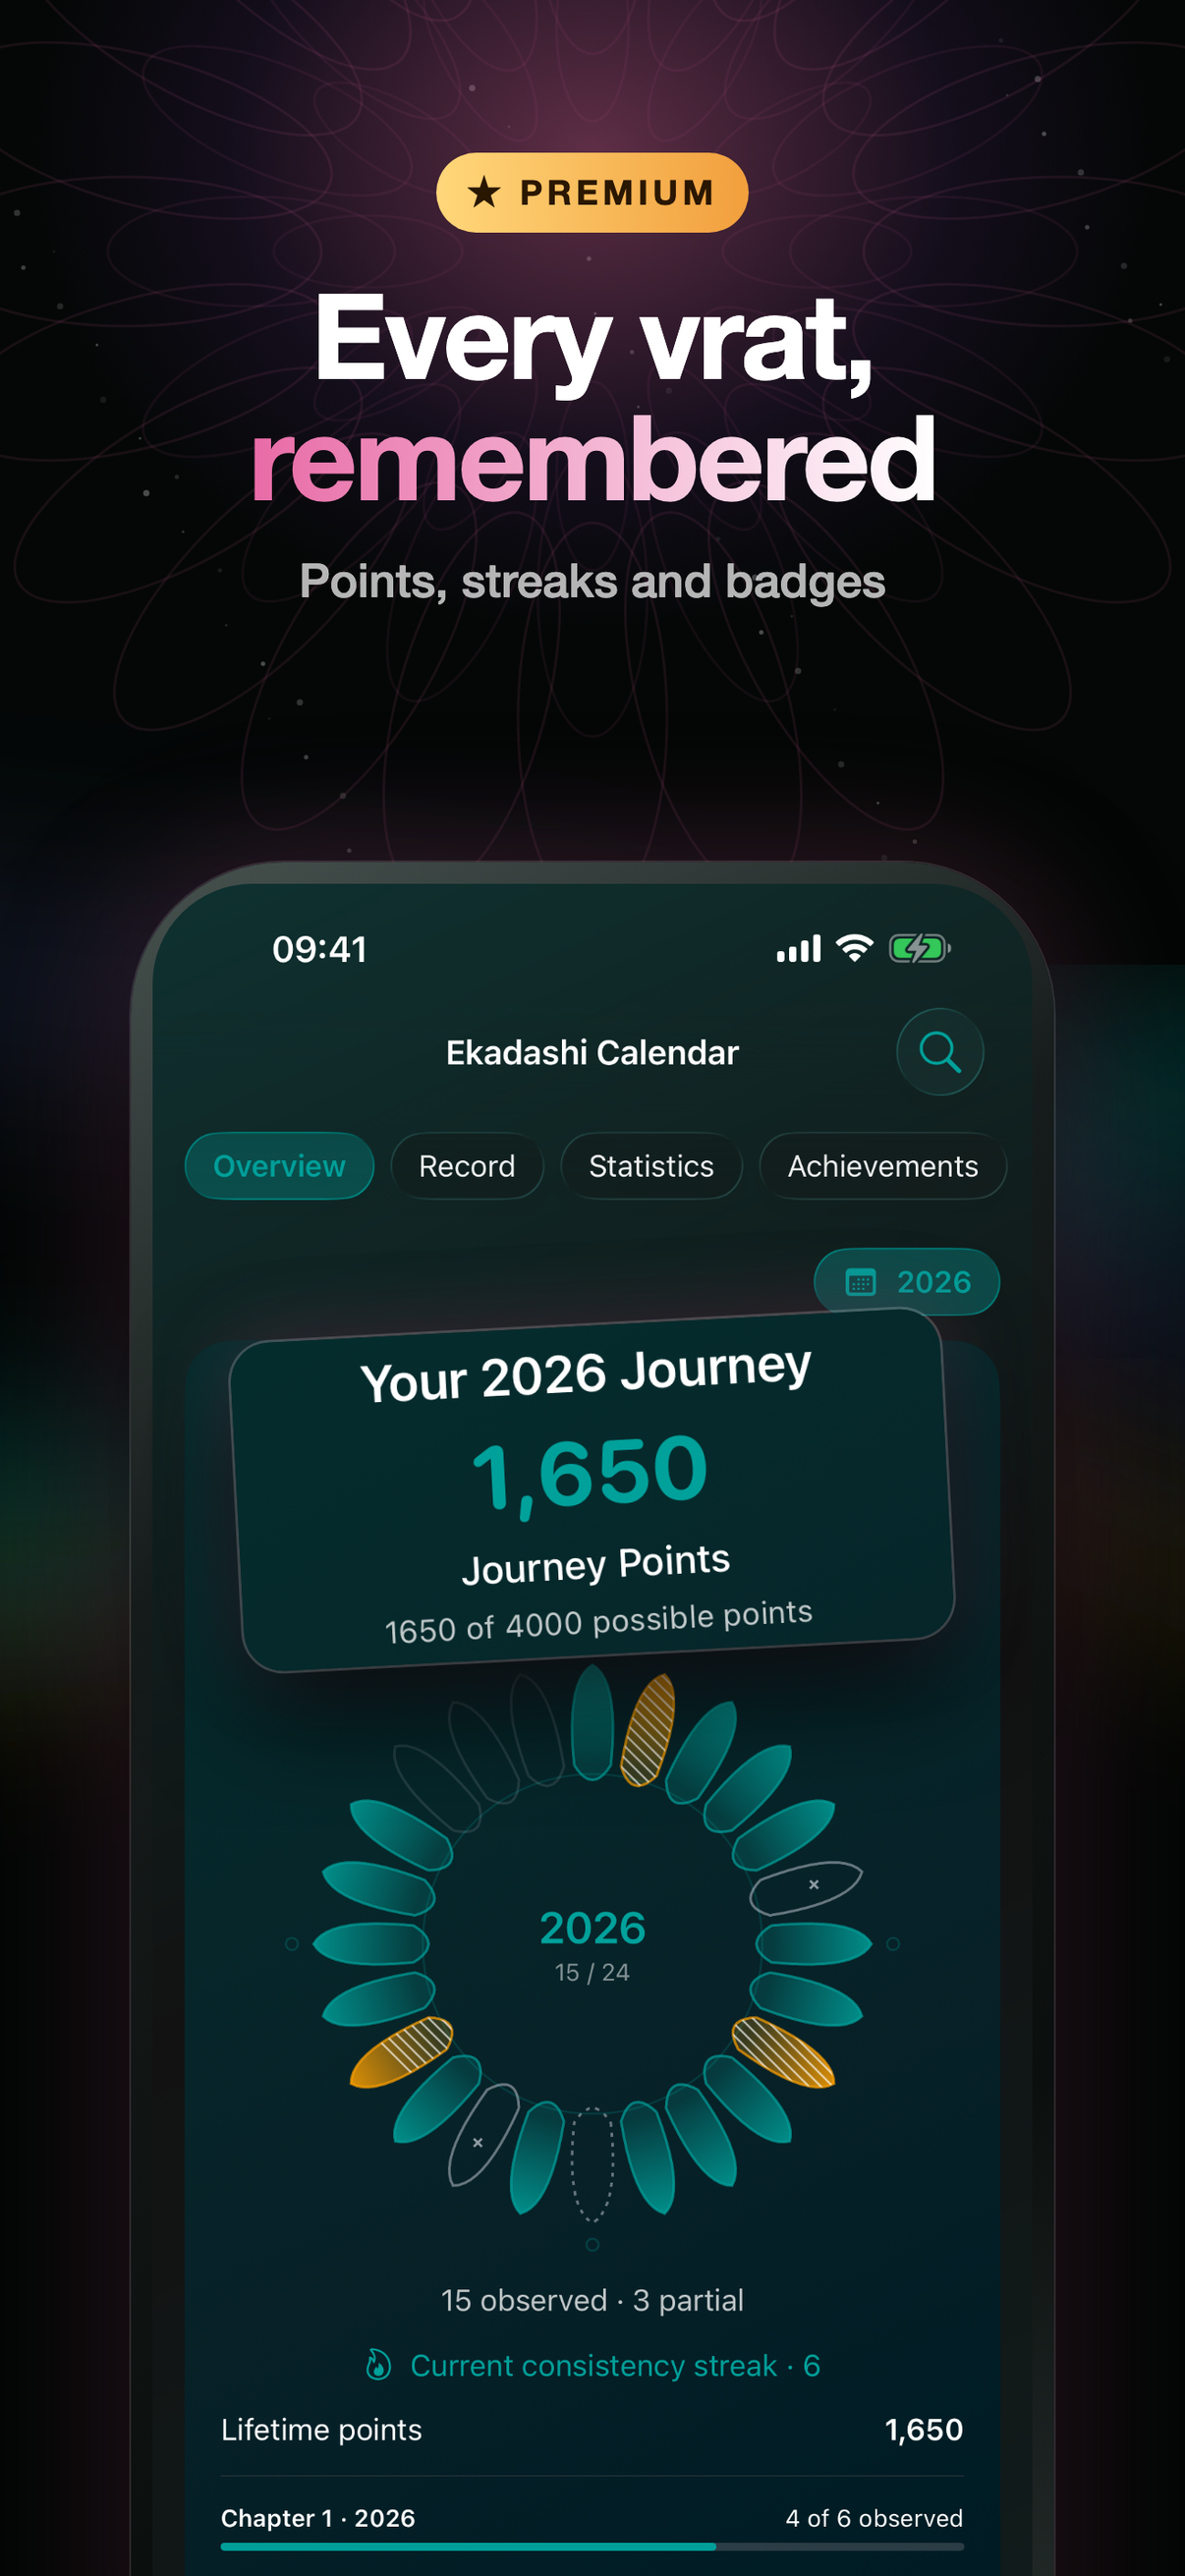 ★ PREMIUM
Every vrat,
remembered
Points, streaks and badges
09:41
Ekadashi Calendar
Overview Record Statistics Achievements
2026
Your 2026 Journey
1,650
Journey Points
1650 of 4000 possible points
2026
15 / 24
15 observed · 3 partial
Current consistency streak · 6
Lifetime points 1,650
Chapter 1 · 2026 4 of 6 observed